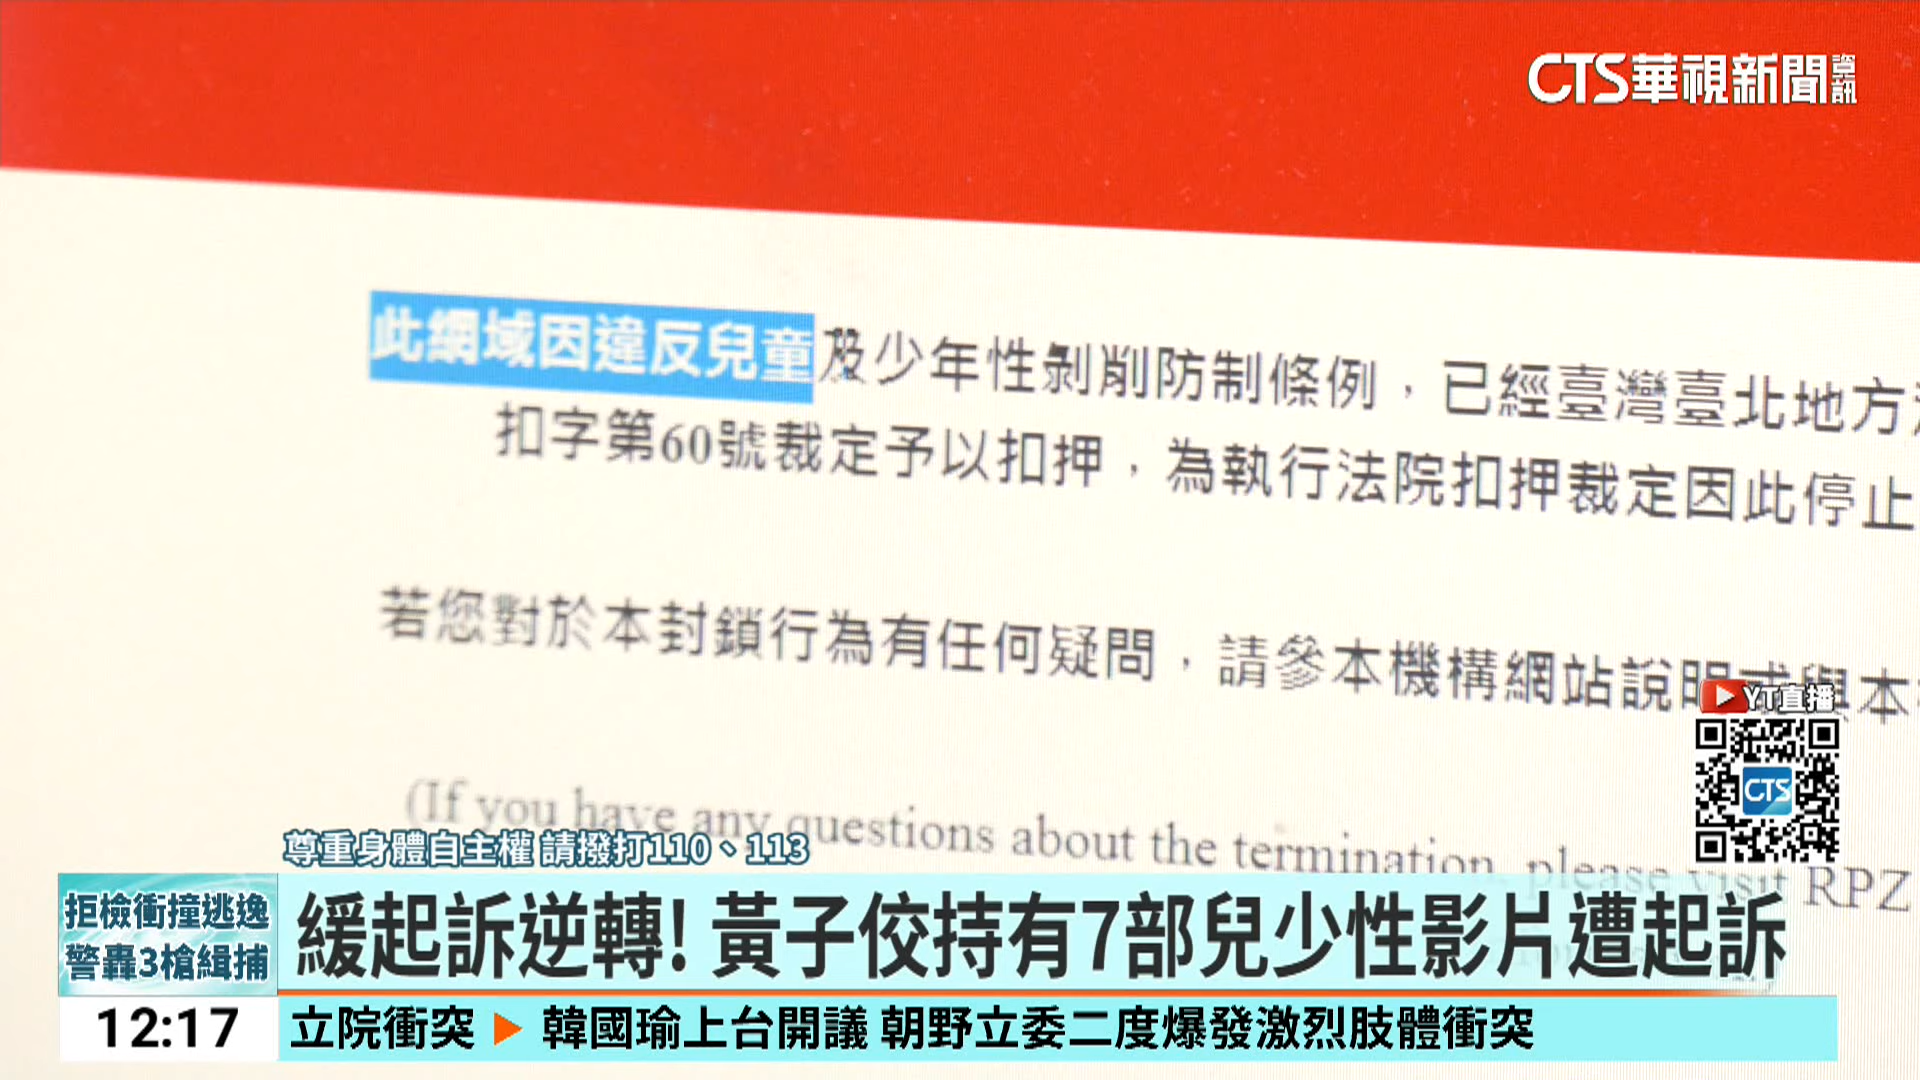 CTS華視新聞資訊
此網域因違反兒童及少年性剝削防制條例，已經臺灣臺北地方
扣字第60號裁定予以扣押，為執行法院扣押裁定因此停止
若您對於本封鎖行為有任何疑問，請參本機構網站說明或與本
YT直播
CTS
(If you have any questions about the termination, please visit RPZ
尊重身體自主權 請撥打110、113
拒檢衝撞逃逸
警轟3槍緝捕
緩起訴逆轉! 黃子佼持有7部兒少性影片遭起訴
12:17
立院衝突 ▶ 韓國瑜上台開議 朝野立委二度爆發激烈肢體衝突